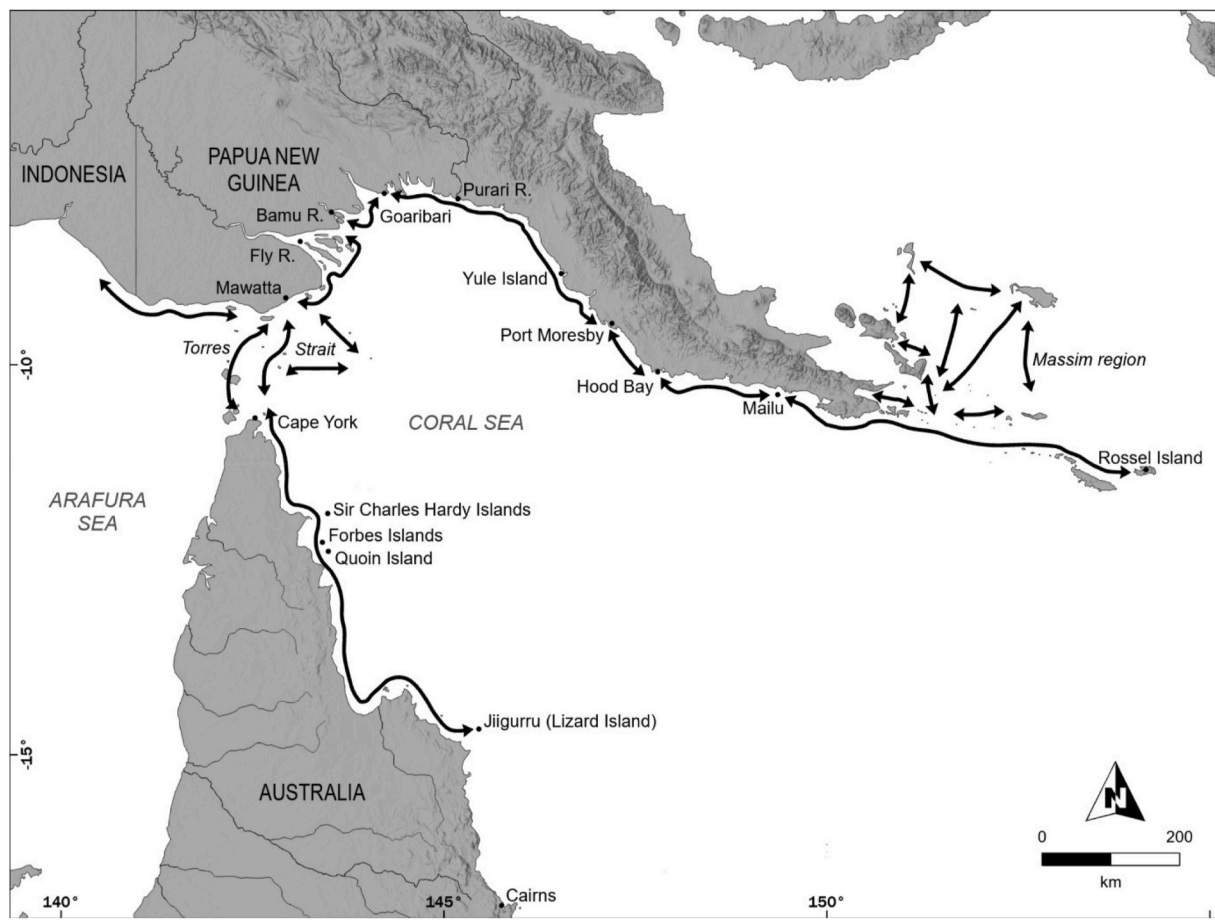 PAPUA NEW
GUINEA
INDONESIA
Purari R.
Bamu R.
Goaribari
Fly R.
Yule Island
Mawatta
Port Moresby
Torres
Strait
Massim region
-10°
Hood Bay
Mailu
Cape York
CORAL SEA
Rossel Island
ARAFURA
SEA
Sir Charles Hardy Islands
Forbes Islands
Quoin Island
Jiigurru (Lizard Island)
-15°
AUSTRALIA
N
0 200
km
Cairns
140° 145° 150°